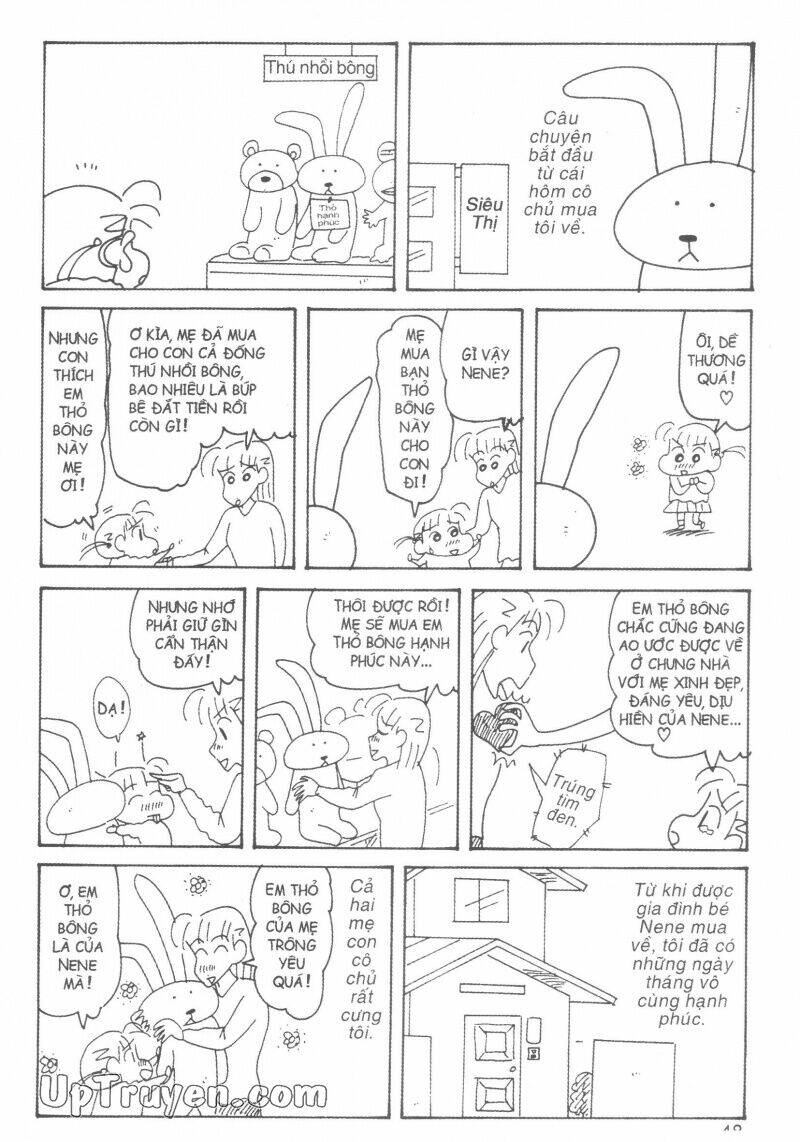 Câu
chuyện
bắt đầu
từ cái
hôm cô
chủ mua
tôi về.
Siêu
Thị
Thú nhồi bông
Thỏ
hạnh
phúc
ÔI, DỄ
THƯƠNG
QUÁ!
GÌ VẬY
NENE?
MẸ
MUA
BẠN
THỎ
BÔNG
NÀY
CHO
CON
ĐI!
Ơ KÌA, MẸ ĐÃ MUA
CHO CON CẢ ĐỐNG
THÚ NHỒI BÔNG,
BAO NHIÊU LÀ BÚP
BÊ ĐẮT TIỀN RỒI
CÒN GÌ!
NHƯNG
CON
THÍCH
EM
THỎ
BÔNG
NÀY
MẸ
ƠI!
EM THỎ BÔNG
CHẮC CŨNG ĐANG
AO ƯỚC ĐƯỢC VỀ
Ở CHUNG NHÀ
VỚI MẸ XINH ĐẸP,
ĐÁNG YÊU, DỊU
HIỀN CỦA NENE...
Trúng
tim
đen.
THÔI ĐƯỢC RỒI!
MẸ SẼ MUA EM
THỎ BÔNG HẠNH
PHÚC NÀY...
NHƯNG NHỚ
PHẢI GIỮ GÌN
CẨN THẬN
ĐẤY!
DẠ!
Từ khi được
gia đình bé
Nene mua
về, tôi đã có
những ngày
tháng vô
cùng hạnh
phúc.
Cả
hai
mẹ
con
cô
chủ
rất
cưng
tôi.
EM THỎ
BÔNG
CỦA MẸ
TRÔNG
YÊU
QUÁ!
Ơ, EM
THỎ
BÔNG
LÀ CỦA
NENE
MÀ!
UpTruyen.com